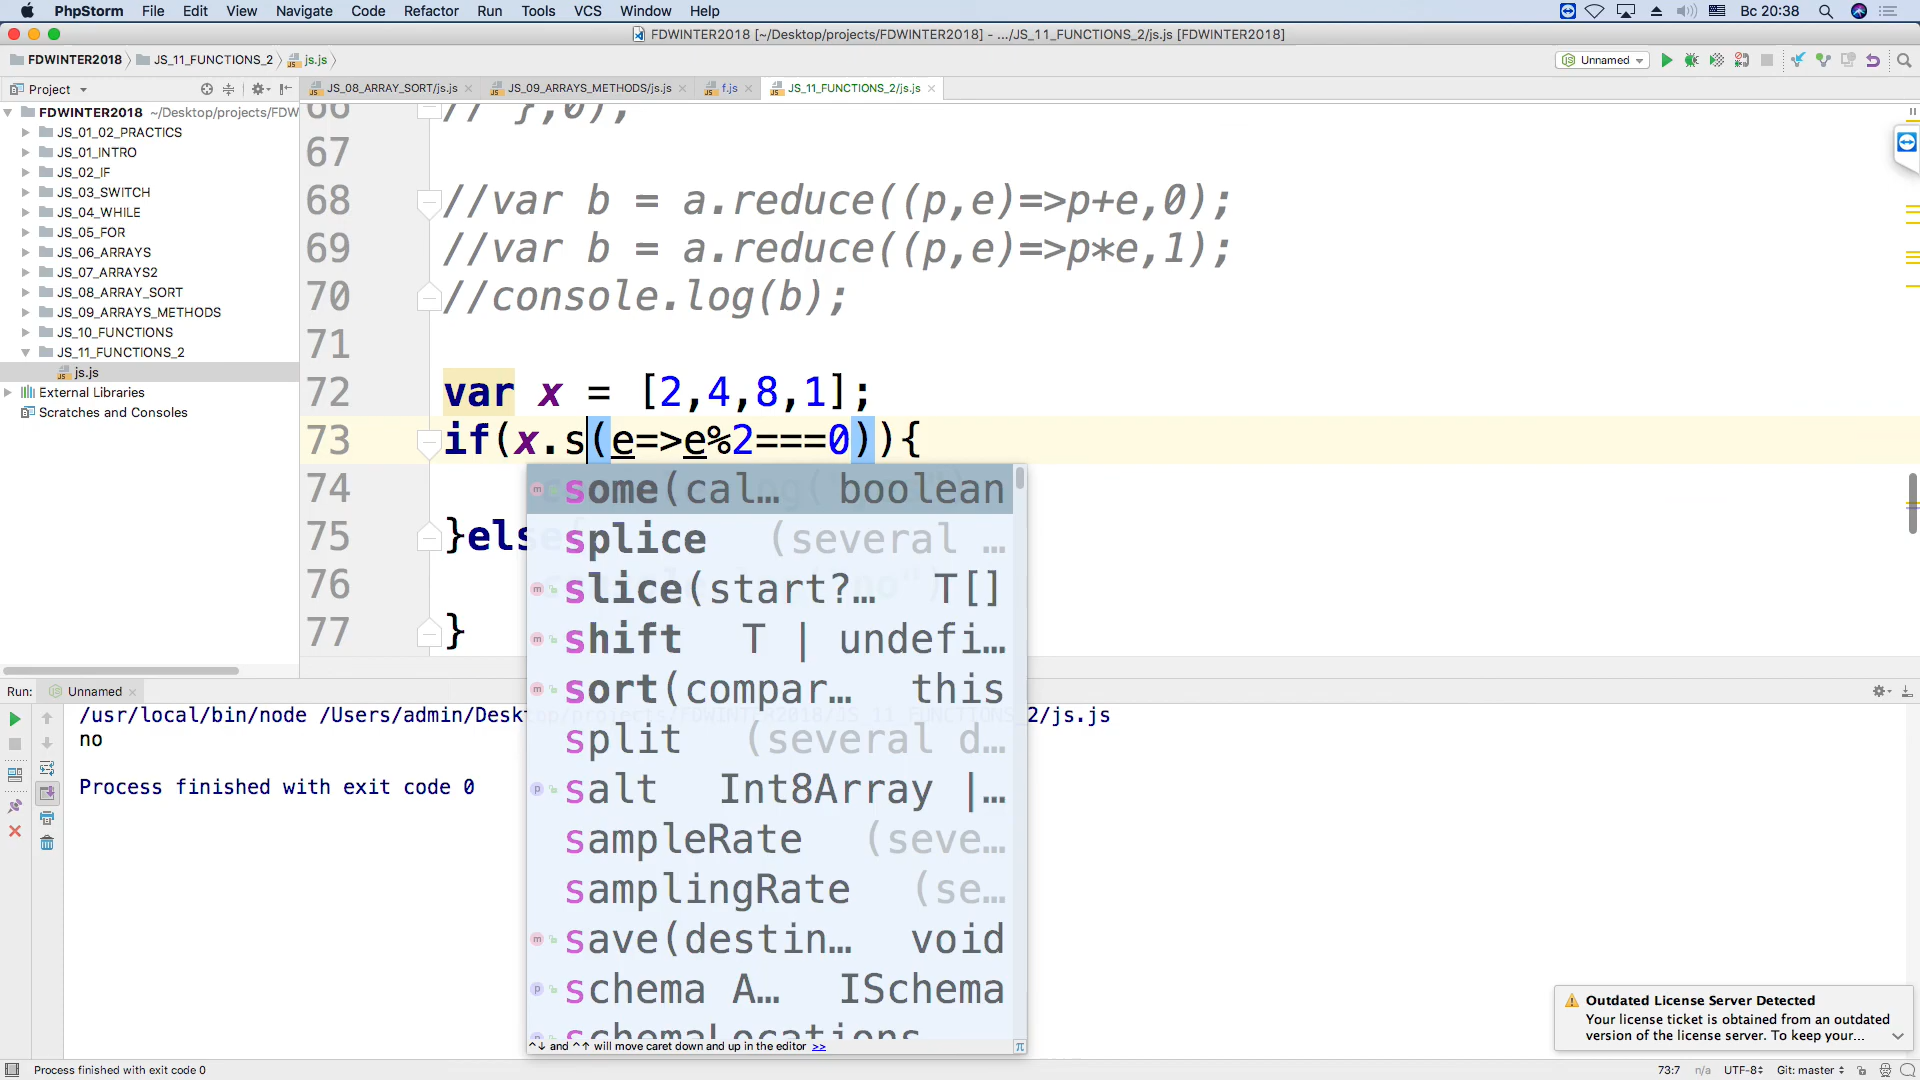 PhpStorm File Edit View Navigate Code Refactor Run Tools VCS Window Help Вс 20:38
FDWINTER2018 [~/Desktop/projects/FDWINTER2018] - .../JS_11_FUNCTIONS_2/js.js [FDWINTER2018]
FDWINTER2018 JS_11_FUNCTIONS_2 js.js Unnamed
Project JS_08_ARRAY_SORT/js.js JS_09_ARRAYS_METHODS/js.js f.js JS_11_FUNCTIONS_2/js.js
FDWINTER2018 ~/Desktop/projects/FDW
JS_01_02_PRACTICS
JS_01_INTRO
JS_02_IF
JS_03_SWITCH
JS_04_WHILE
JS_05_FOR
JS_06_ARRAYS
JS_07_ARRAYS2
JS_08_ARRAY_SORT
JS_09_ARRAYS_METHODS
JS_10_FUNCTIONS
JS_11_FUNCTIONS_2
js.js
External Libraries
Scratches and Consoles
66 // },0);
67
68 //var b = a.reduce((p,e)=>p+e,0);
69 //var b = a.reduce((p,e)=>p*e,1);
70 //console.log(b);
71
72 var x = [2,4,8,1];
73 if(x.s(e=>e%2===0)){
74
75 }else
76
77 }
some(cal… boolean
splice (several …
slice(start?… T[]
shift T | undefi…
sort(compar… this
split (several d…
salt Int8Array |…
sampleRate (seve…
samplingRate (se…
save(destin… void
schema A… ISchema
schemaLocations
^↓ and ^↑ will move caret down and up in the editor >>
Run: Unnamed
/usr/local/bin/node /Users/admin/Desktop/projects/FDWINTER2018/JS_11_FUNCTIONS_2/js.js
no
Process finished with exit code 0
Outdated License Server Detected
Your license ticket is obtained from an outdated
version of the license server. To keep your...
Process finished with exit code 0 73:7 n/a UTF-8 Git: master